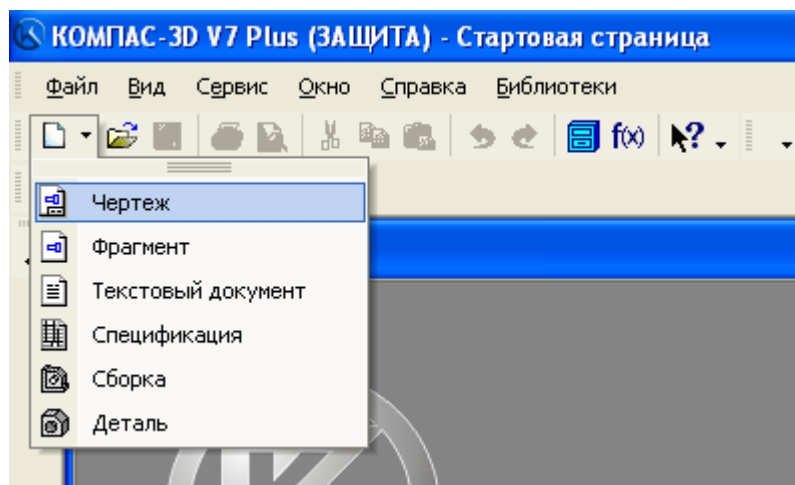 КОМПАС-3D V7 Plus (ЗАЩИТА) - Стартовая страница
Файл Вид Сервис Окно Справка Библиотеки
f(x) ?
Чертеж
Фрагмент
Текстовый документ
Спецификация
Сборка
Деталь